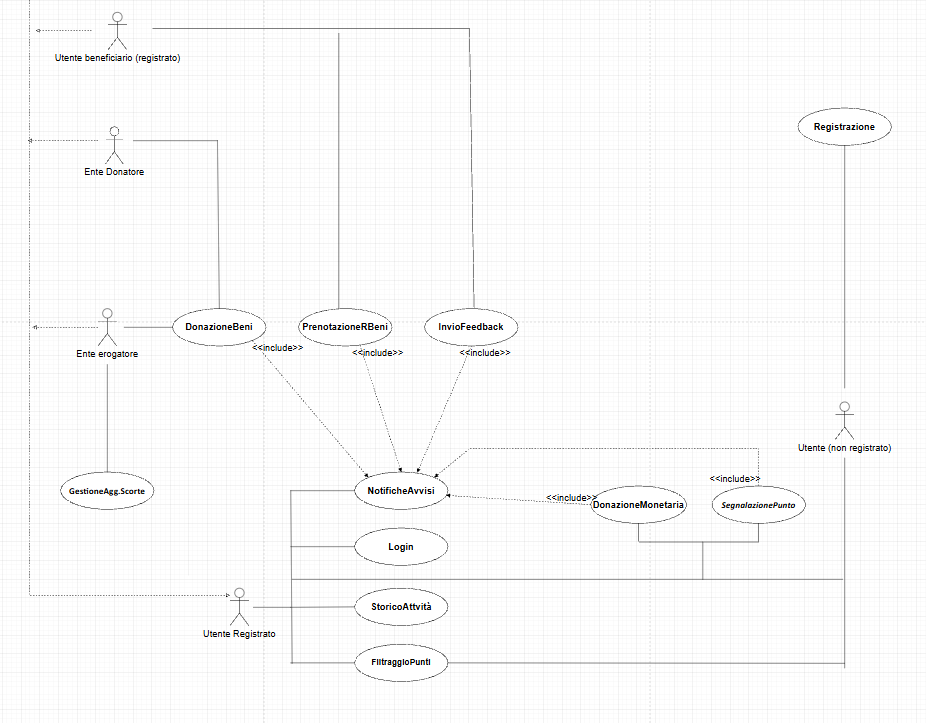 Utente beneficiario (registrato)
Registrazione
Ente Donatore
DonazioneBeni
PrenotazioneRBeni
InvioFeedback
<<include>>
<<include>>
<<include>>
Ente erogatore
Utente (non registrato)
<<include>>
GestioneAgg.Scorte
NotificheAvvisi
<<include>>
DonazioneMonetaria
SegnalazionePunto
Login
Utente Registrato
StoricoAttvità
FiltraggioPunti